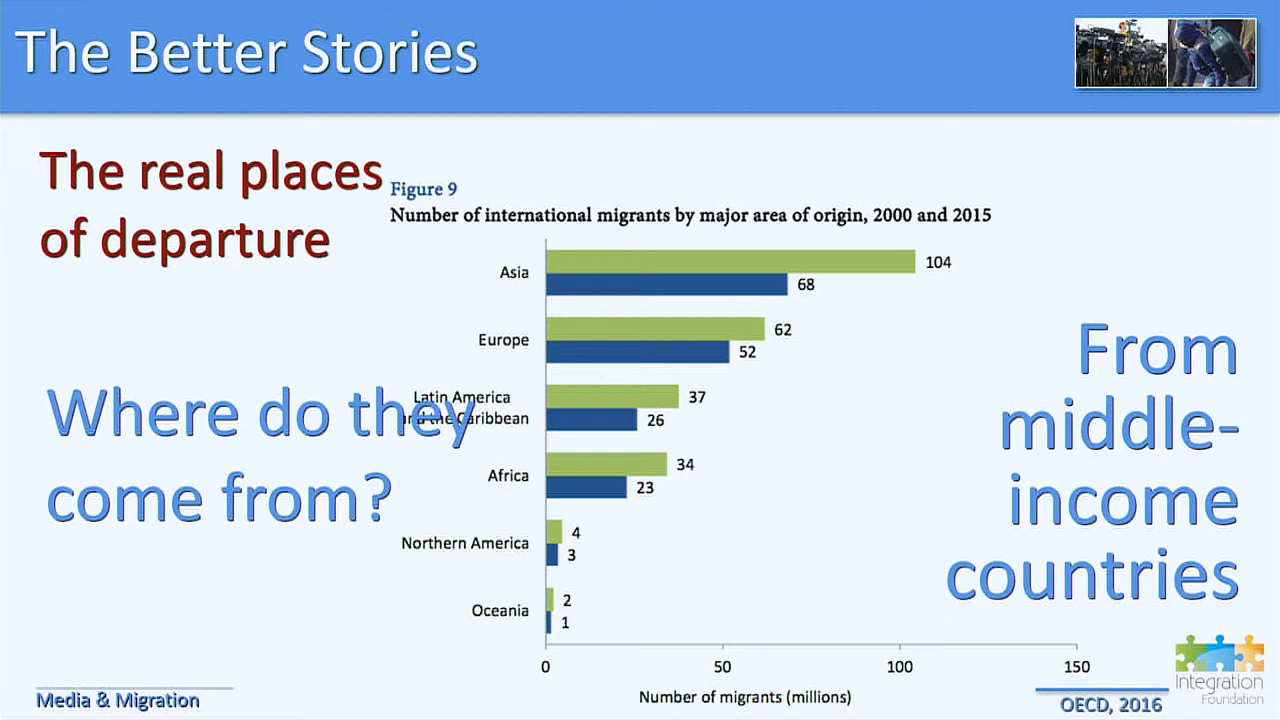 The Better Stories
The real places
of departure
Where do they
come from?
Figure 9
Number of international migrants by major area of origin, 2000 and 2015
Asia
104
68
Europe
62
52
Latin America
and the Caribbean
37
26
Africa
34
23
Northern America
4
3
Oceania
2
1
0 50 100 150
Number of migrants (millions)
From
middle-
income
countries
Media & Migration
OECD, 2016
Integration
Foundation